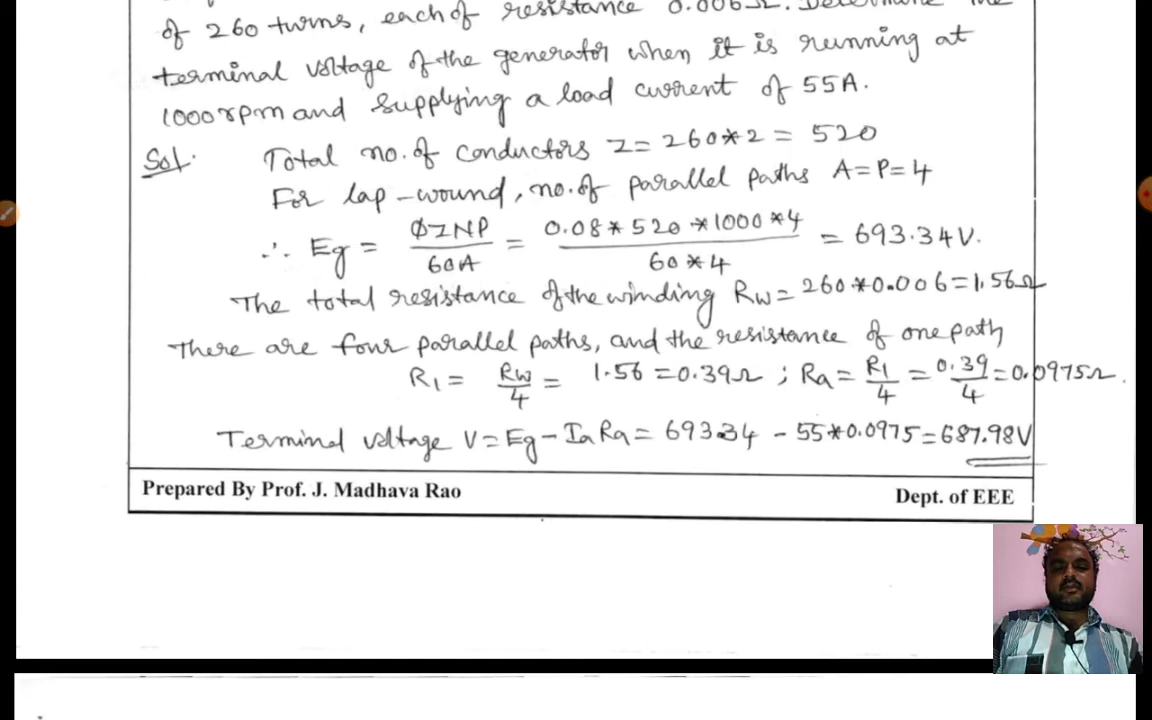 of 260 turns, each of resistance 0.006Ω. Determine the
terminal voltage of the generator when it is running at
1000rpm and supplying a load current of 55A.
Sol. Total no. of conductors Z = 260*2 = 520
For lap-wound, no. of parallel paths A=P=4
∴ Eg = ΦZNP/60A = 0.08*520*1000*4/60*4 = 693.34V.
The total resistance of the winding Rw = 260*0.006=1.56Ω
There are four parallel paths, and the resistance of one path
R1 = Rw/4 = 1.56 = 0.39Ω ; Ra = R1/4 = 0.39/4 = 0.0975Ω.
Terminal voltage V = Eg - IaRa = 693.34 - 55*0.0975 = 687.98V
Prepared By Prof. J. Madhava Rao Dept. of EEE